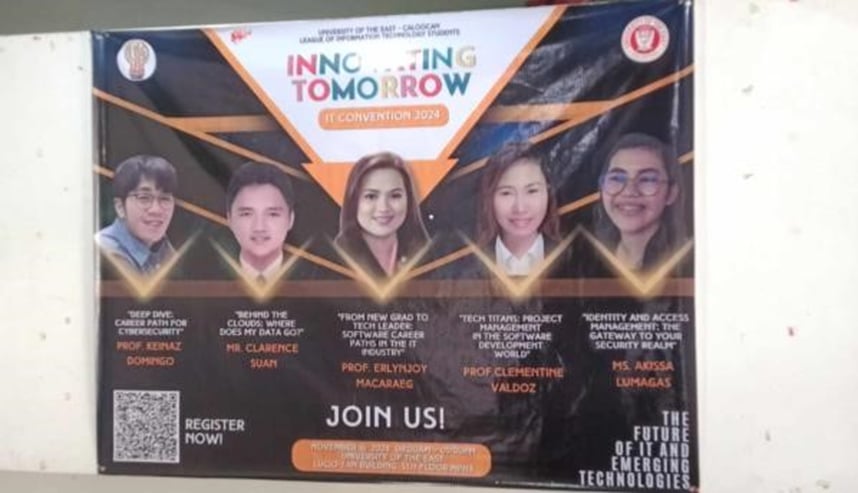 UNIVERSITY OF THE EAST - CALOOCAN
LEAGUE OF INFORMATION TECHNOLOGY STUDENTS
TOMORROW
IT CONVENTION 2024
"DEEP DIVE:
CAREER PATH FOR
CYBERSECURITY"
PROF. KEINAZ
DOMINGO
"BEHIND THE
CLOUDS: WHERE
DOES MY DATA GO?"
MR. CLARENCE
SUAN
"FROM NEW GRAD TO
TECH LEADER:
SOFTWARE CAREER
PATHS IN THE IT
INDUSTRY"
PROF. ERLYNJOY
MACARAEG
"TECH TITANS: PROJECT
MANAGEMENT
IN THE SOFTWARE
DEVELOPMENT
WORLD"
PROF.CLEMENTINE
VALDOZ
"IDENTITY AND ACCESS
MANAGEMENT: THE
GATEWAY TO YOUR
SECURITY REALM"
MS. AKISSA
LUMAGAS
REGISTER
NOW!
JOIN US!
UNIVERSITY OF THE EAST
THE
FUTURE
OF IT AND
EMERGING
TECHNOLOGIES